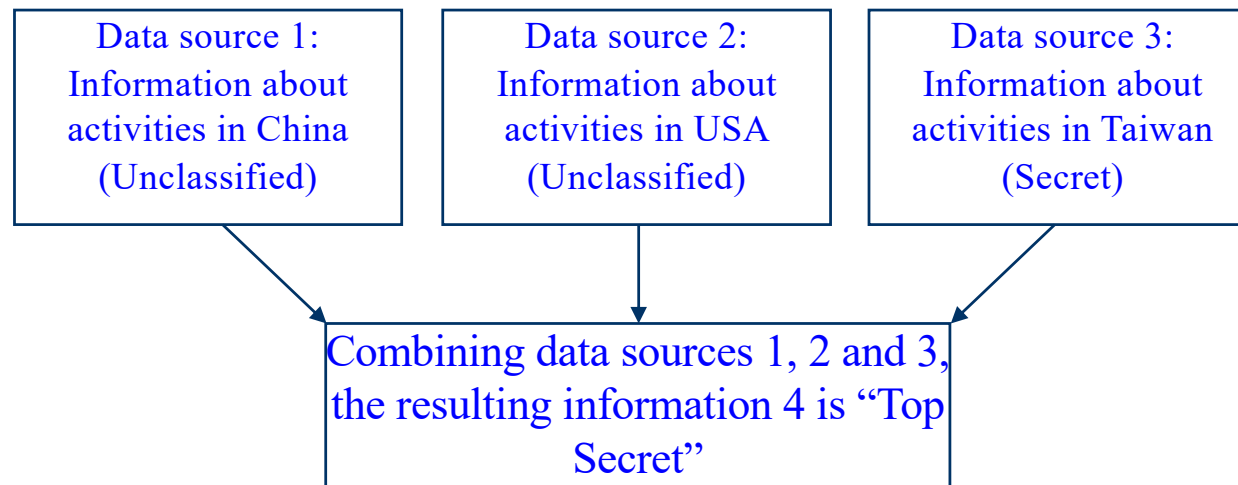 Data source 1:
Information about
activities in China
(Unclassified)
Data source 2:
Information about
activities in USA
(Unclassified)
Data source 3:
Information about
activities in Taiwan
(Secret)
Combining data sources 1, 2 and 3,
the resulting information 4 is “Top
Secret”